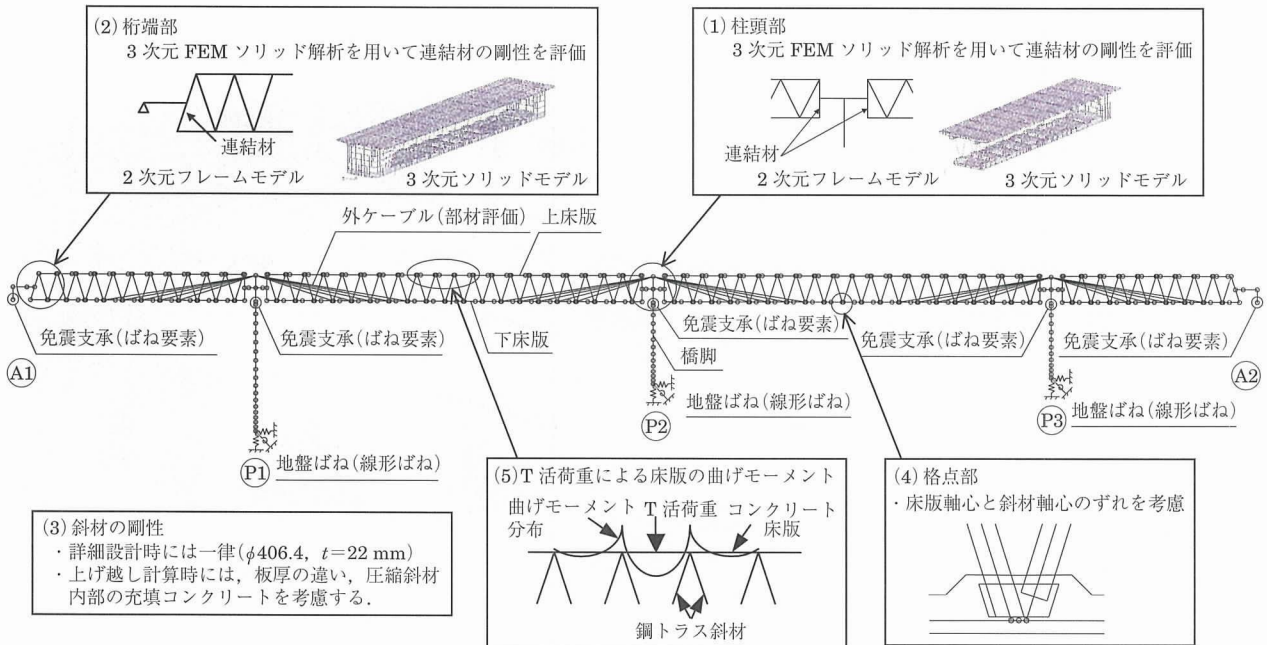 (2) 桁端部
3 次元 FEM ソリッド解析を用いて連結材の剛性を評価
連結材
2 次元フレームモデル
3 次元ソリッドモデル
(1) 柱頭部
3 次元 FEM ソリッド解析を用いて連結材の剛性を評価
連結材
2 次元フレームモデル
3 次元ソリッドモデル
外ケーブル(部材評価)
上床版
免震支承(ばね要素)
免震支承(ばね要素)
下床版
免震支承(ばね要素)
免震支承(ばね要素)
免震支承(ばね要素)
橋脚
A1
A2
地盤ばね(線形ばね)
P2
P3
地盤ばね(線形ばね)
P1
地盤ばね(線形ばね)
(3) 斜材の剛性
・詳細設計時には一律(φ406.4, t=22 mm)
・上げ越し計算時には，板厚の違い，圧縮斜材
内部の充填コンクリートを考慮する．
(5) T 活荷重による床版の曲げモーメント
曲げモーメント
分布
T 活荷重
コンクリート
床版
鋼トラス斜材
(4) 格点部
・床版軸心と斜材軸心のずれを考慮